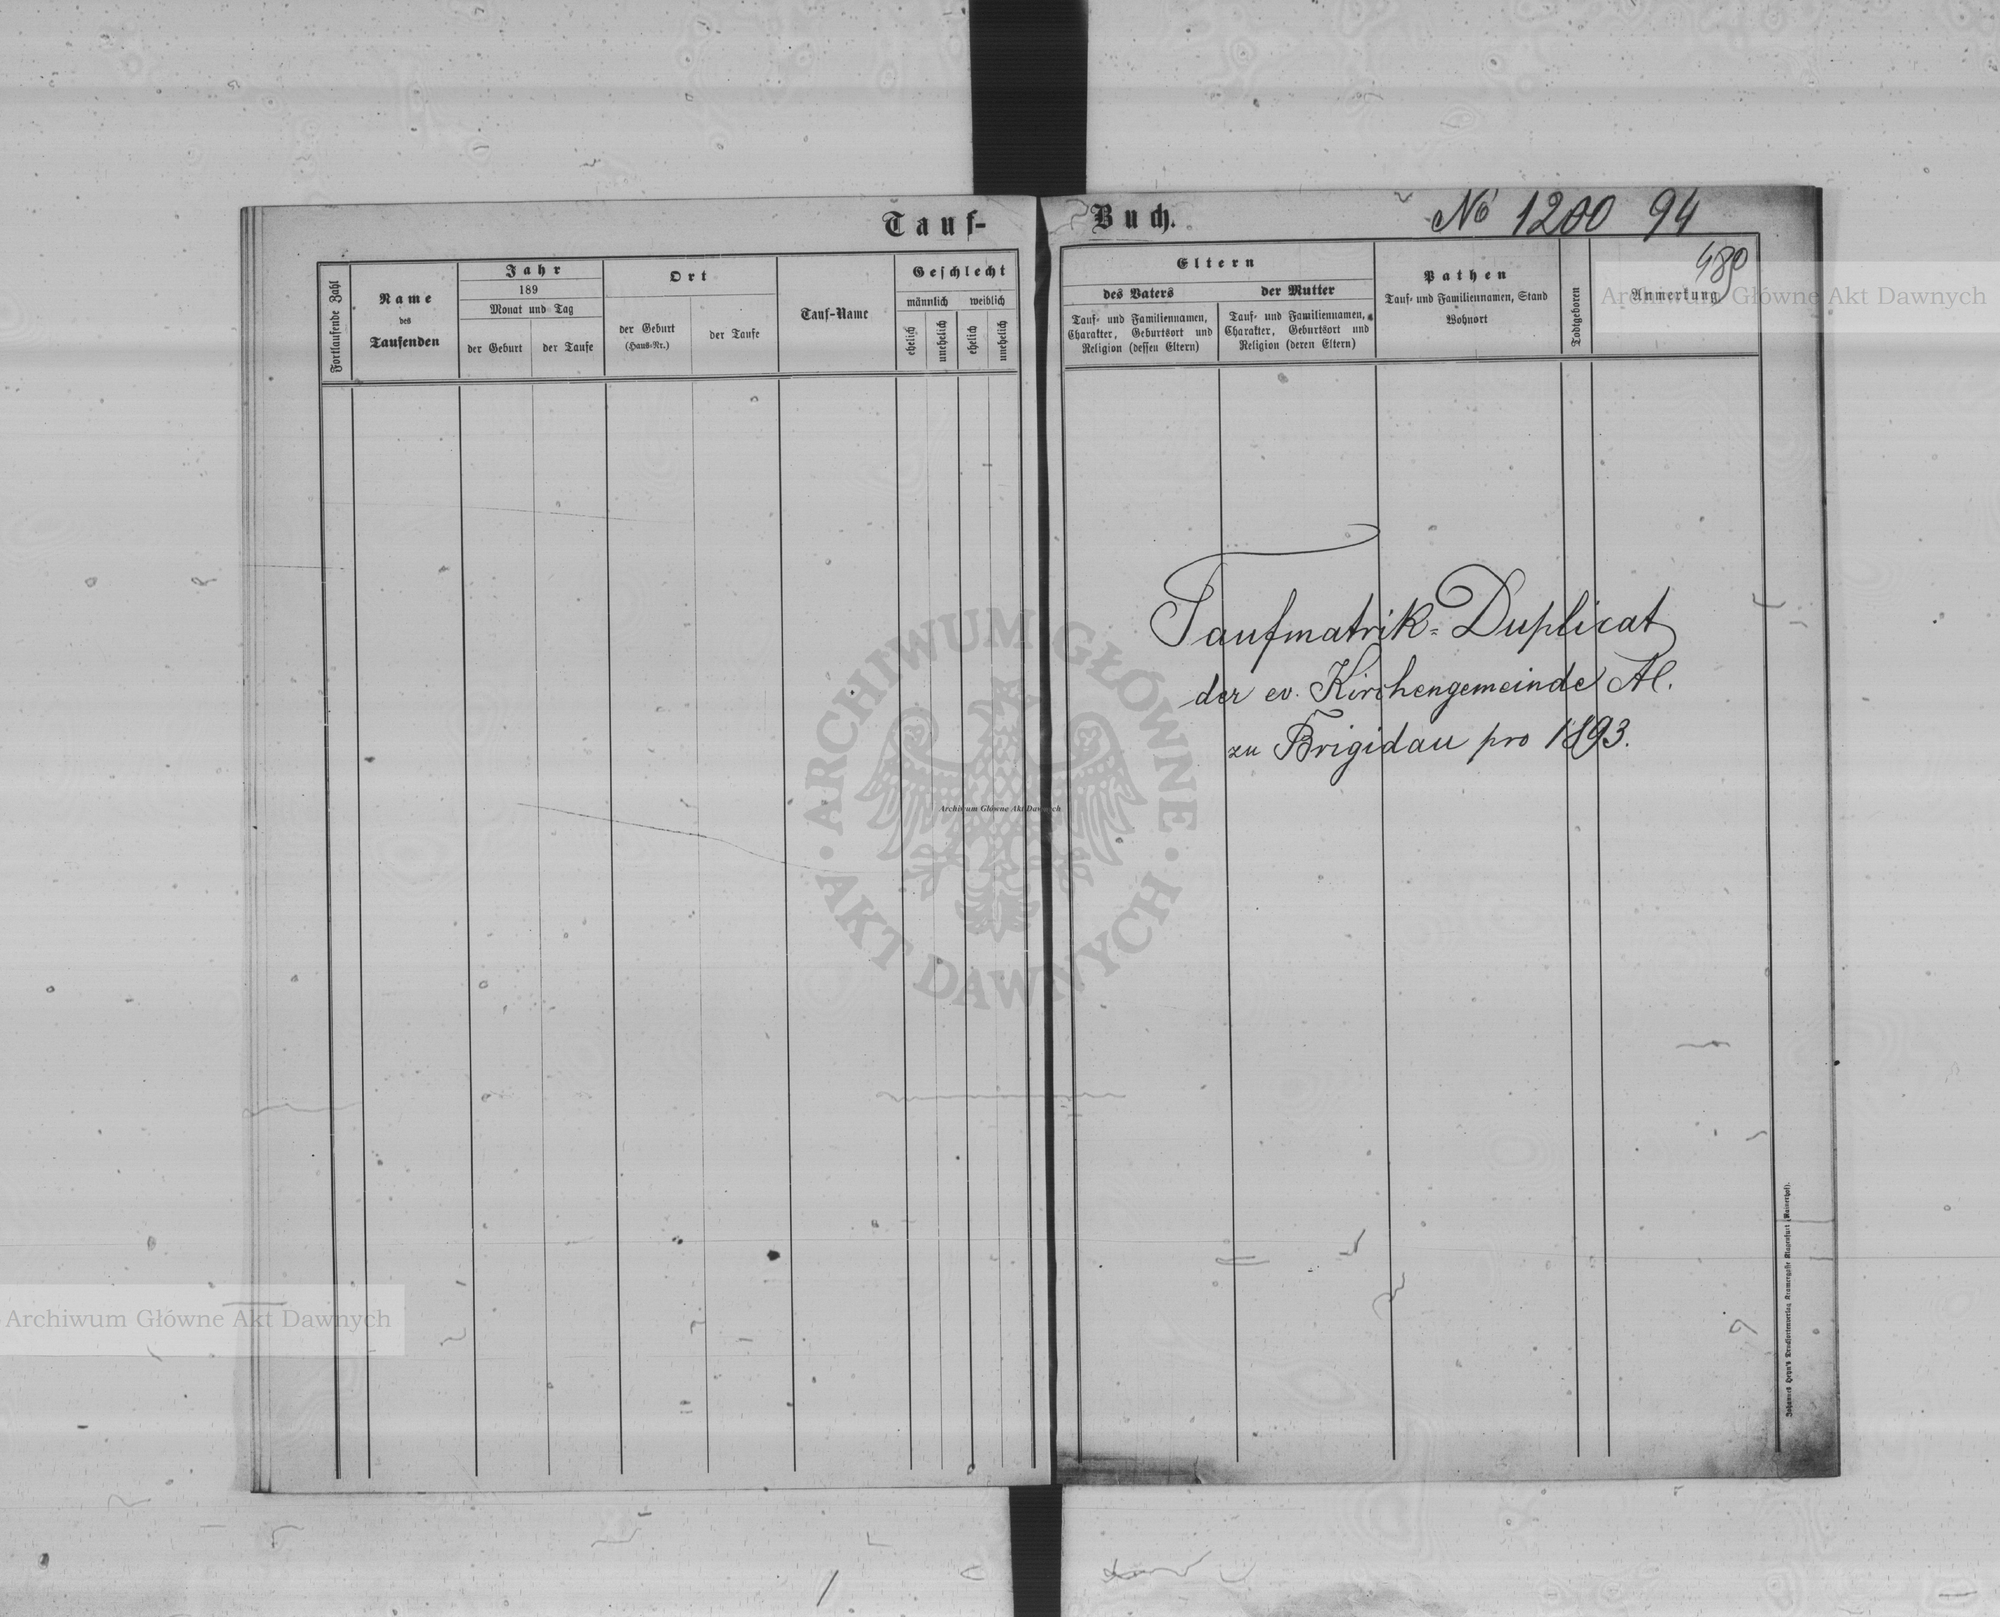 Tauf-
Buch.
No 1200 94
480
Fortlaufende Zahl
Name
des
Taufenden
Jahr
189
Monat und Tag
der Geburt
der Taufe
Ort
der Geburt
(Haus-Nr.)
der Taufe
Tauf-Name
Geschlecht
männlich weiblich
ehelich
unehelich
ehelich
unehelich
Eltern
des Vaters
Tauf- und Familiennamen,
Charakter, Geburtsort und
Religion (dessen Eltern)
der Mutter
Tauf- und Familiennamen,
Charakter, Geburtsort und
Religion (deren Eltern)
Pathen
Tauf- und Familiennamen, Stand
Wohnort
Todtgeboren
Anmerkung
Archiwum Główne Akt Dawnych
Taufmatrik-Duplicat
der ev. Kirchengemeinde
zu Brigidau pro 1893.
ARCHIWUM GŁÓWNE
AKT DAWNYCH
Archiwum Główne Akt Dawnych
Archiwum Główne Akt Dawnych